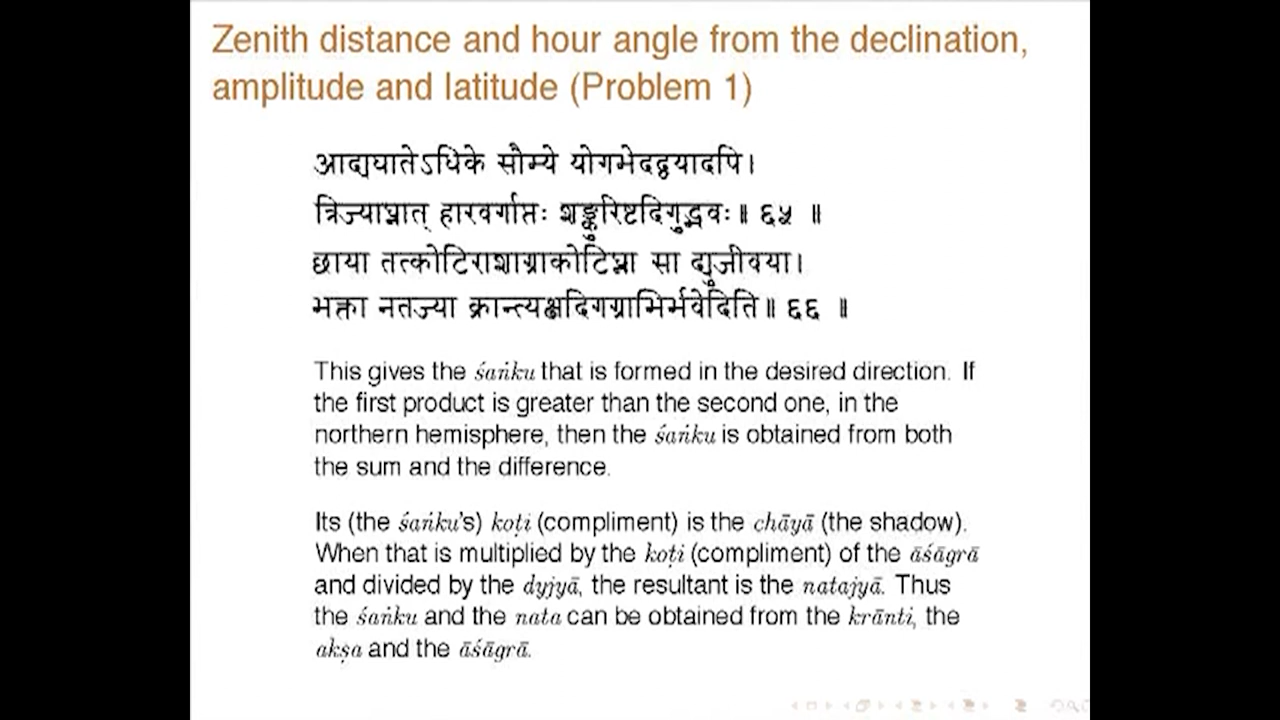 Zenith distance and hour angle from the declination,
amplitude and latitude (Problem 1)
आद्यघातेऽधिके सौम्ये योगभेदद्वयादपि।
त्रिज्याघ्नात् हारवर्गाप्तः शङ्कुरिष्टदिगुद्भवः॥ ६५ ॥
छाया तत्कोटिराशाग्राकोटिघ्ना सा द्युजीवया।
भक्ता नतज्या क्रान्त्यक्षदिगग्राभिर्भवेदिति॥ ६६ ॥
This gives the śaṅku that is formed in the desired direction. If
the first product is greater than the second one, in the
northern hemisphere, then the śaṅku is obtained from both
the sum and the difference.
Its (the śaṅku's) koṭi (compliment) is the chāyā (the shadow).
When that is multiplied by the koṭi (compliment) of the āśāgrā
and divided by the dyjyā, the resultant is the natajyā. Thus
the śaṅku and the nata can be obtained from the krānti, the
akṣa and the āśāgrā.